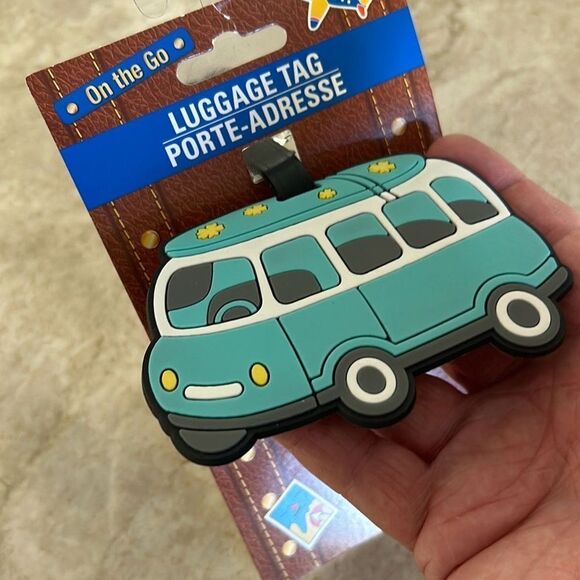 On the Go
LUGGAGE TAG
PORTE-ADRESSE